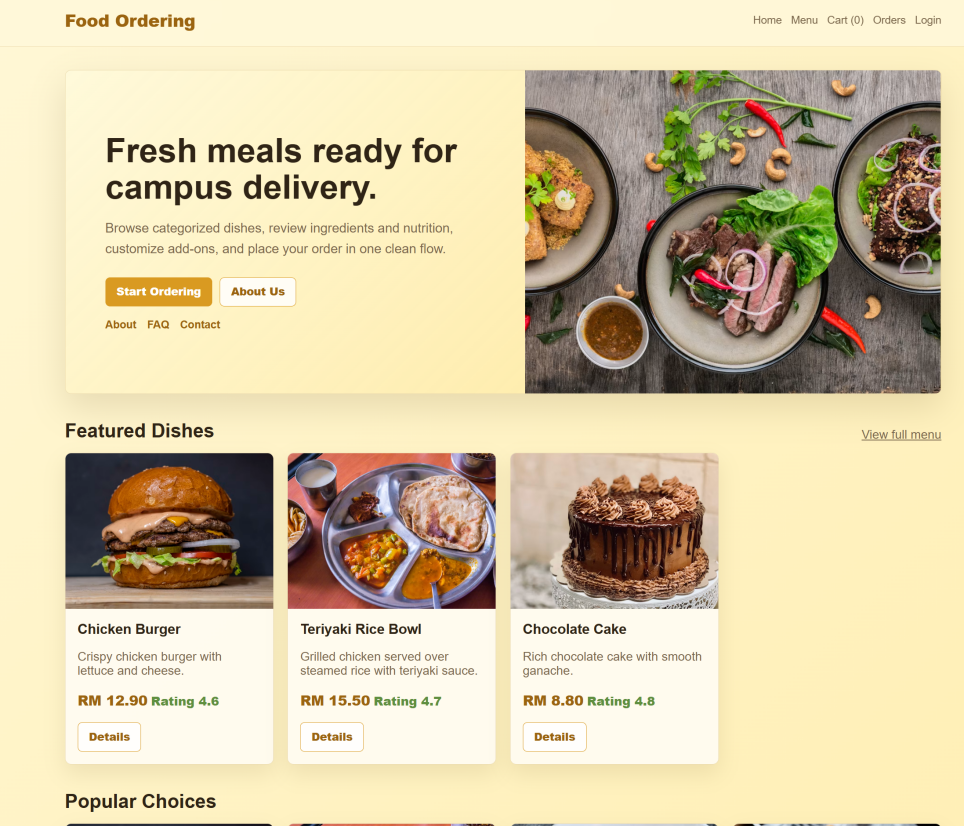 Food Ordering
Home Menu Cart (0) Orders Login
Fresh meals ready for
campus delivery.
Browse categorized dishes, review ingredients and nutrition,
customize add-ons, and place your order in one clean flow.
Start Ordering About Us
About FAQ Contact
Featured Dishes
View full menu
Chicken Burger
Crispy chicken burger with
lettuce and cheese.
RM 12.90 Rating 4.6
Details
Teriyaki Rice Bowl
Grilled chicken served over
steamed rice with teriyaki sauce.
RM 15.50 Rating 4.7
Details
Chocolate Cake
Rich chocolate cake with smooth
ganache.
RM 8.80 Rating 4.8
Details
Popular Choices